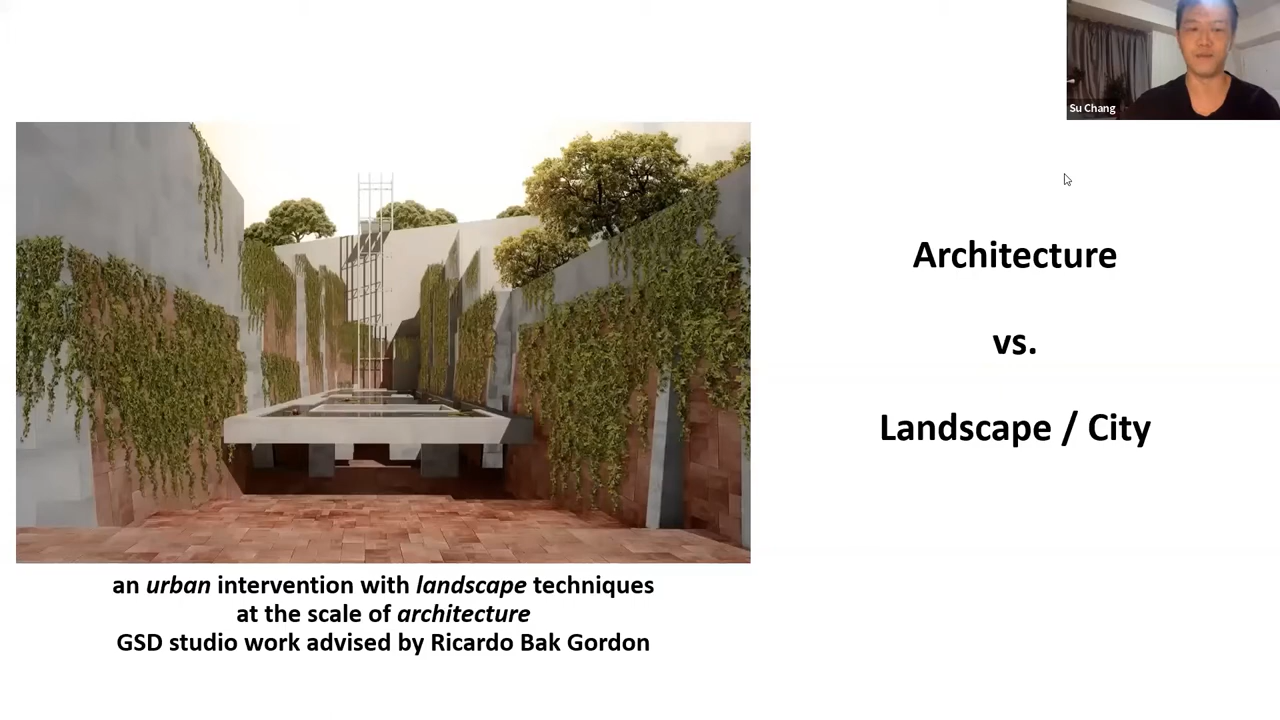 Su Chang
Architecture
vs.
Landscape / City
an urban intervention with landscape techniques
at the scale of architecture
GSD studio work advised by Ricardo Bak Gordon